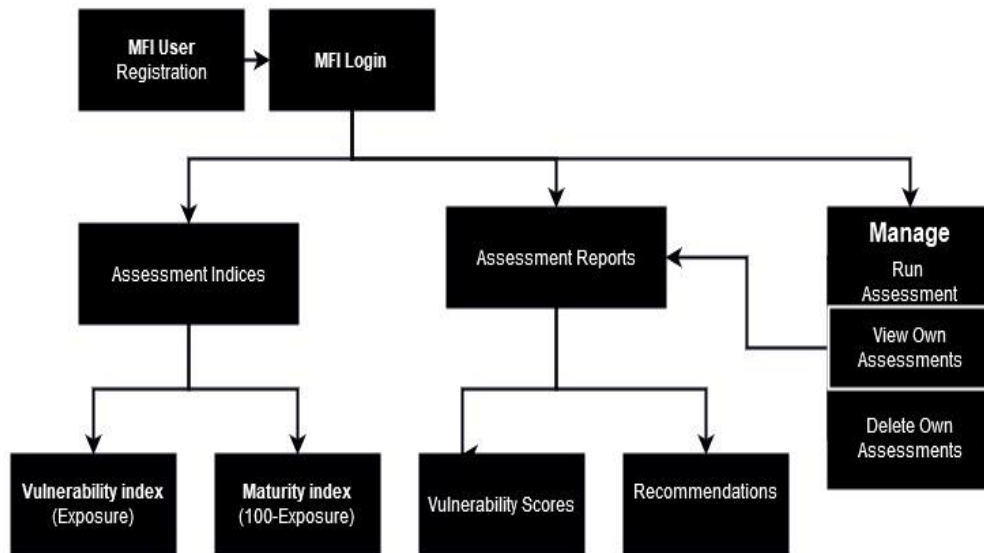 MFI User
Registration
MFI Login
Assessment Indices
Assessment Reports
Manage
Run
Assessment
View Own
Assessments
Delete Own
Assessments
Vulnerability index
(Exposure)
Maturity index
(100-Exposure)
Vulnerability Scores
Recommendations